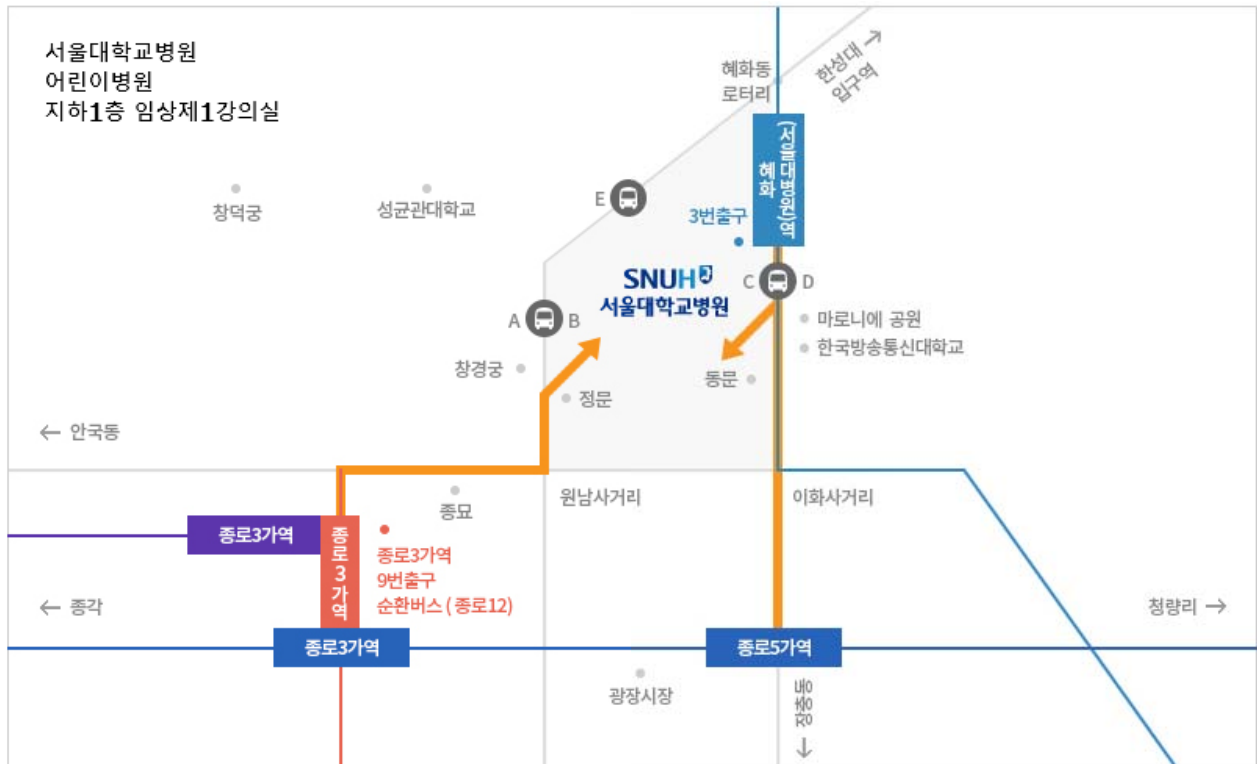 서울대학교병원
어린이병원
지하1층 임상제1강의실
혜화동
로터리
한성대
입구역
(서울대병원)역
혜화
창덕궁
성균관대학교
E
3번출구
SNUH
서울대학교병원
C
D
A
B
마로니에 공원
한국방송통신대학교
창경궁
동문
정문
← 안국동
종묘
원남사거리
이화사거리
종로3가역
종로3가역
종로3가역
9번출구
순환버스 ( 종로12)
← 종각
청량리 →
종로3가역
종로5가역
광장시장
장충동